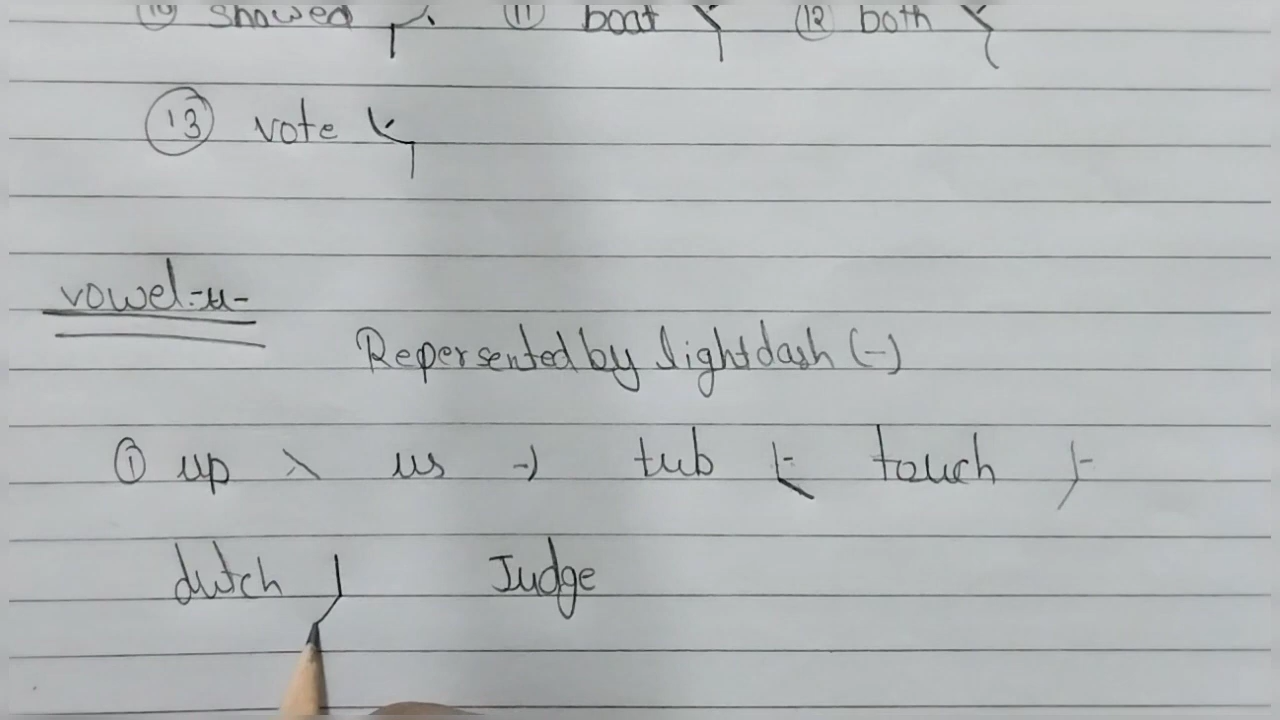 ⑩ showed ⑪ boat ⑫ both
⑬ vote
vowel-u-
Repersented by light dash (-)
① up us tub touch
dutch Judge